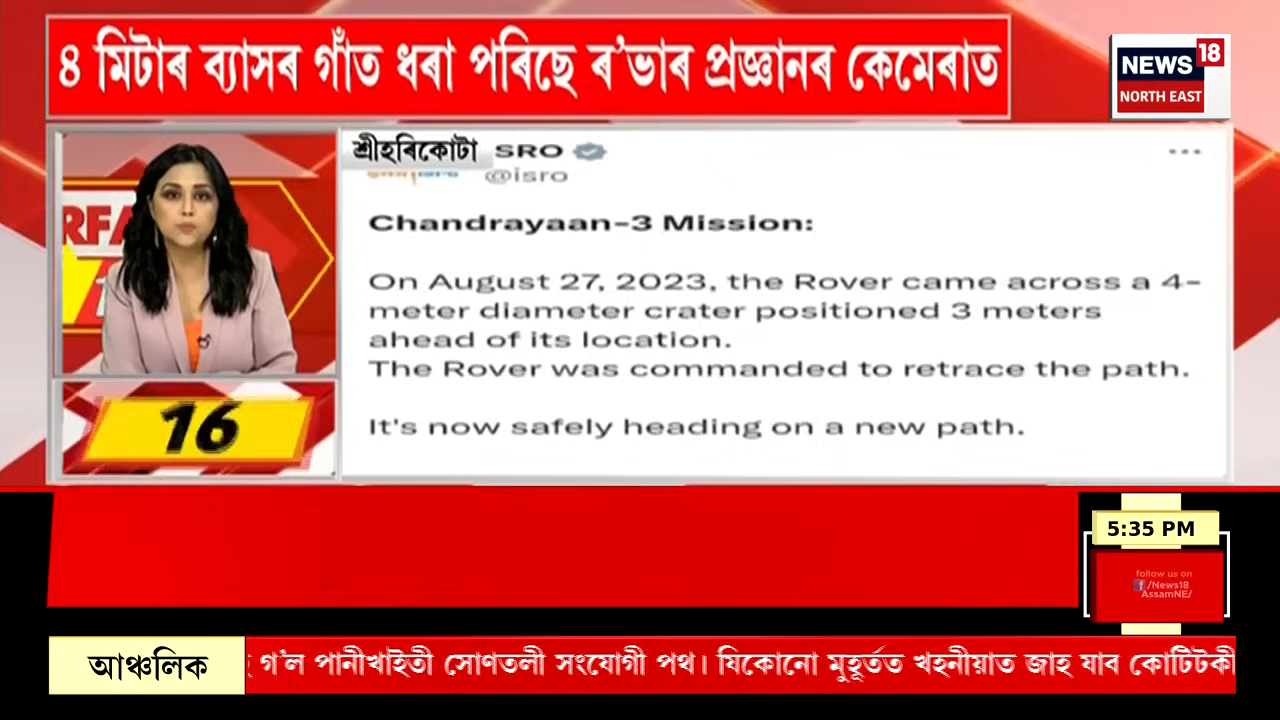 ৪ মিটাৰ ব্যাসৰ গাঁত ধৰা পৰিছে ৰ'ভাৰ প্ৰজ্ঞানৰ কেমেৰাত
NEWS 18
NORTH EAST
শ্ৰীহৰিকোটা SRO
@isro
Chandrayaan-3 Mission:
On August 27, 2023, the Rover came across a 4-
meter diameter crater positioned 3 meters
ahead of its location.
The Rover was commanded to retrace the path.
It's now safely heading on a new path.
16
5:35 PM
follow us on
/News18
AssamNE/
আঞ্চলিক গ'ল পানীখাইতী সোণতলী সংযোগী পথ। যিকোনো মুহূৰ্তত খহনীয়াত জাহ যাব কোটিটকী